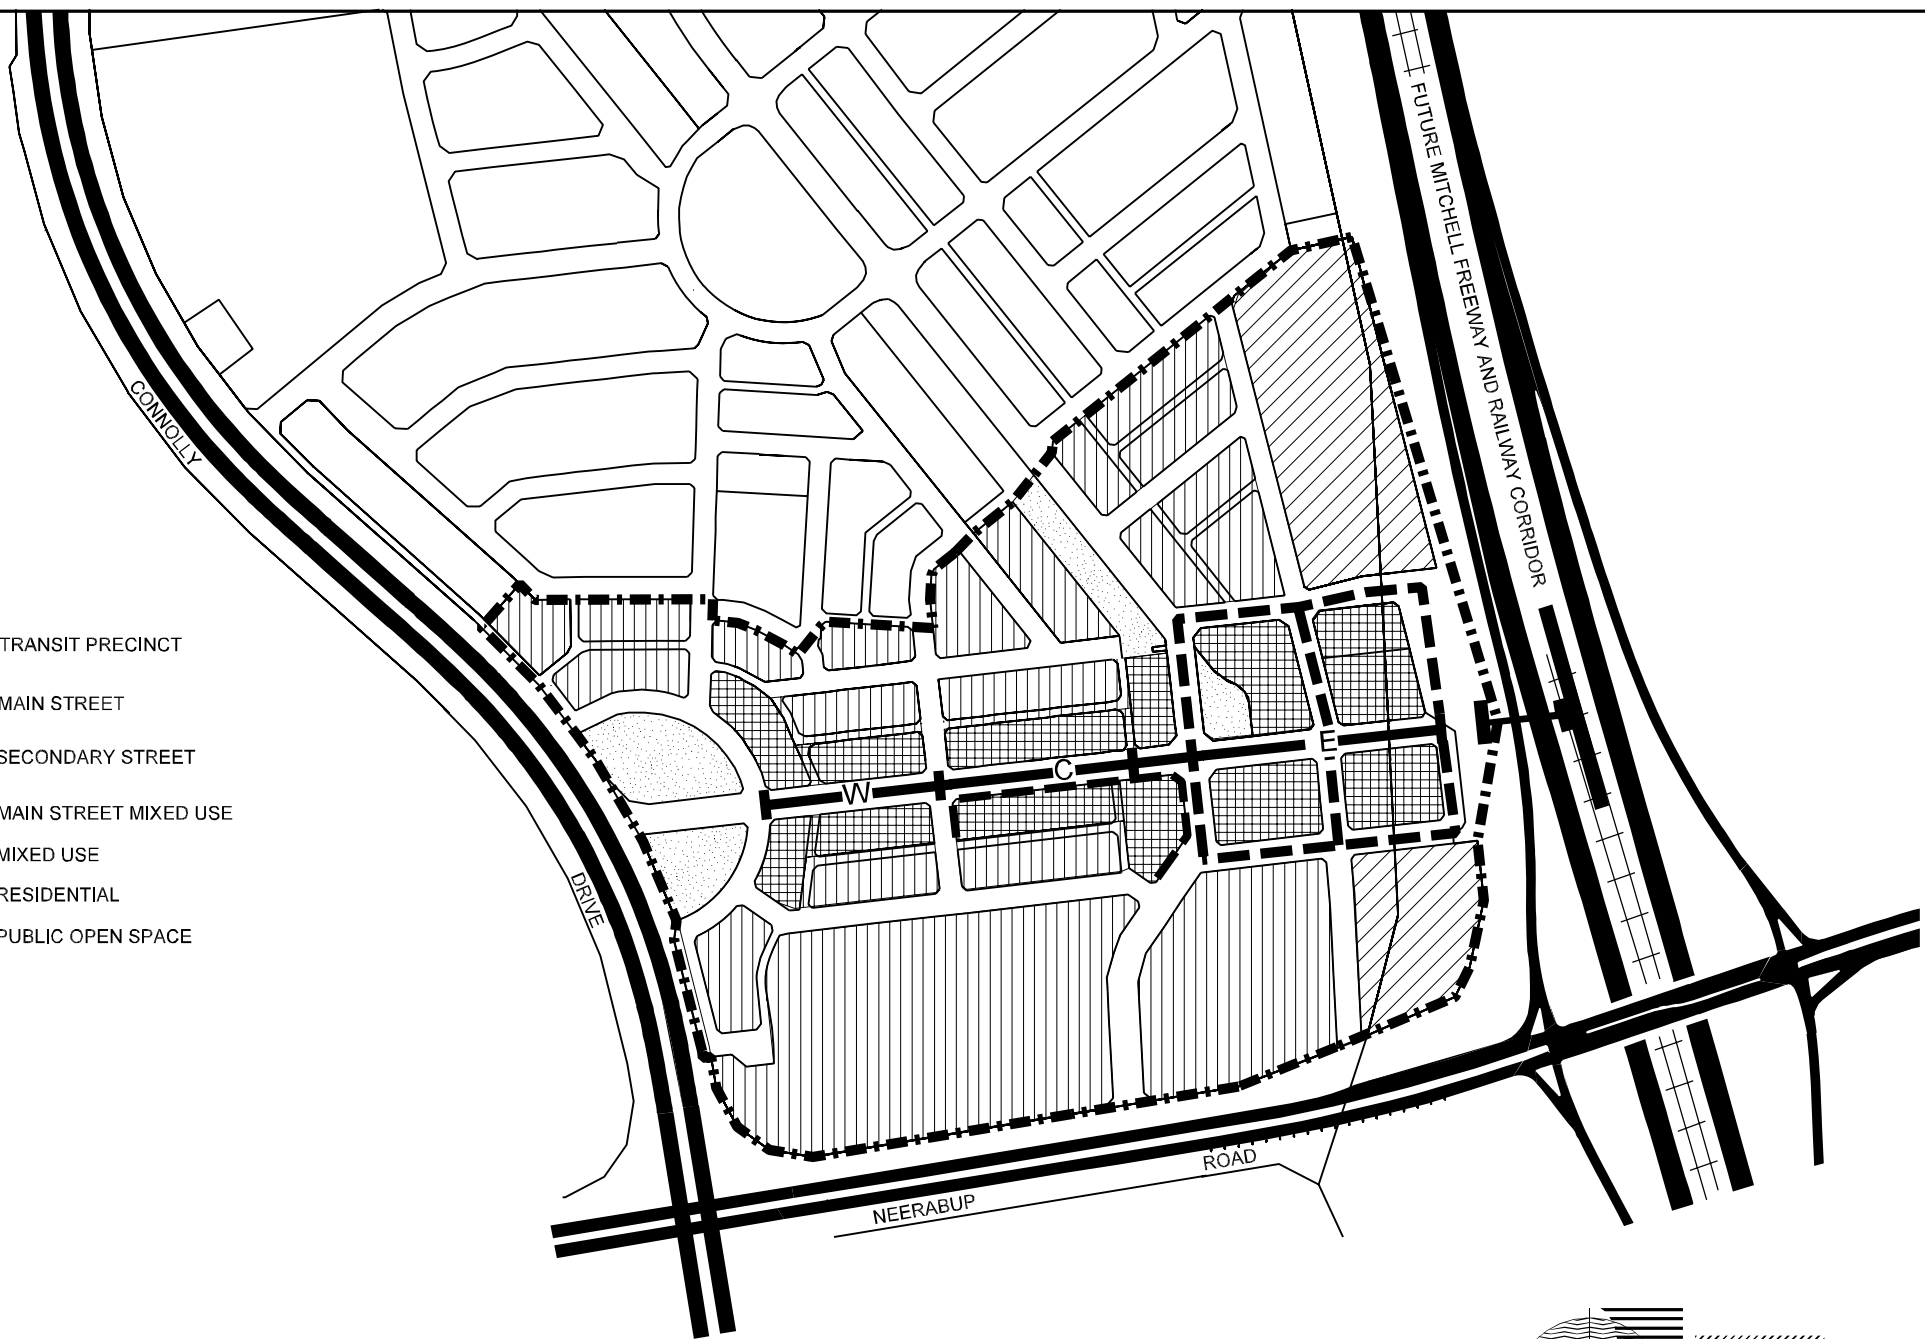 FUTURE MITCHELL FREEWAY AND RAILWAY CORRIDOR
CONNOLLY
DRIVE
TRANSIT PRECINCT
MAIN STREET
SECONDARY STREET
MAIN STREET MIXED USE
MIXED USE
RESIDENTIAL
PUBLIC OPEN SPACE
W
C
E
NEERABUP
ROAD